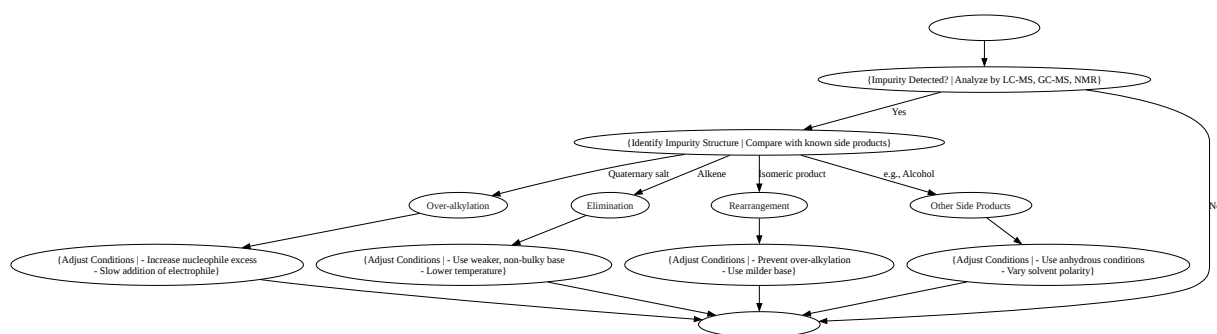 {Impurity Detected? | Analyze by LC-MS, GC-MS, NMR}
Yes
{Identify Impurity Structure | Compare with known side products}
Quaternary salt
Alkene
Isomeric product
e.g., Alcohol
Over-alkylation
Elimination
Rearrangement
Other Side Products
{Adjust Conditions | - Increase nucleophile excess
- Slow addition of electrophile}
{Adjust Conditions | - Use weaker, non-bulky base
- Lower temperature}
{Adjust Conditions | - Prevent over-alkylation
- Use milder base}
{Adjust Conditions | - Use anhydrous conditions
- Vary solvent polarity}